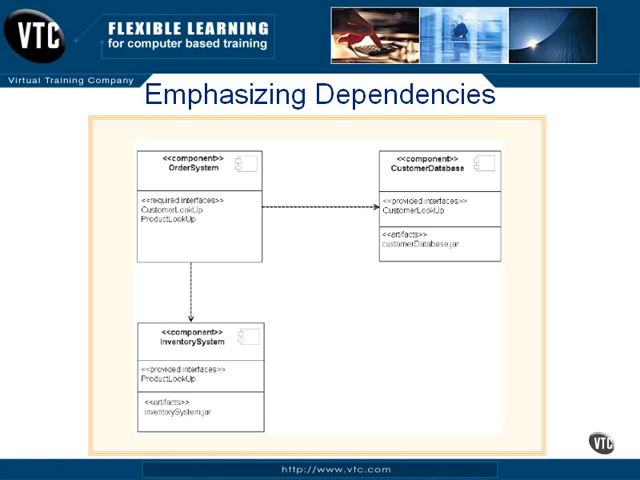 VTC
FLEXIBLE LEARNING
for computer based training
Virtual Training Company
Emphasizing Dependencies
<<component>>
OrderSystem
<<required interfaces>>
CustomerLookUp
ProductLookUp
<<component>>
CustomerDatabase
<<provided interfaces>>
CustomerLookUp
<<artifacts>>
customerDatabase.jar
<<component>>
InventorySystem
<<provided interfaces>>
ProductLookUp
<<artifacts>>
inventorySystem.jar
VTC
http://www.vtc.com